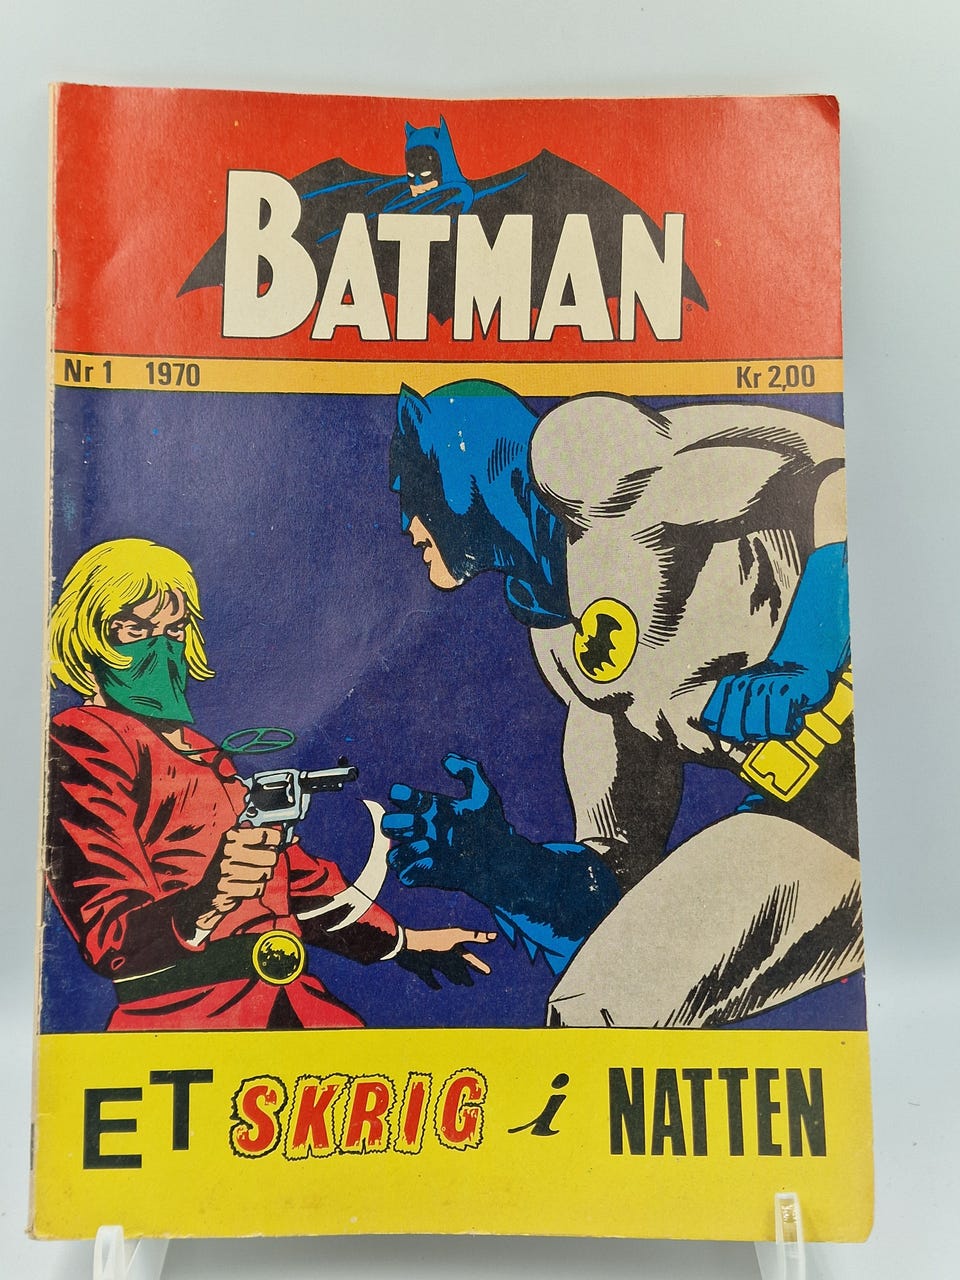 BATMAN
Nr 1 1970 Kr 2,00
ET SKRIG i NATTEN